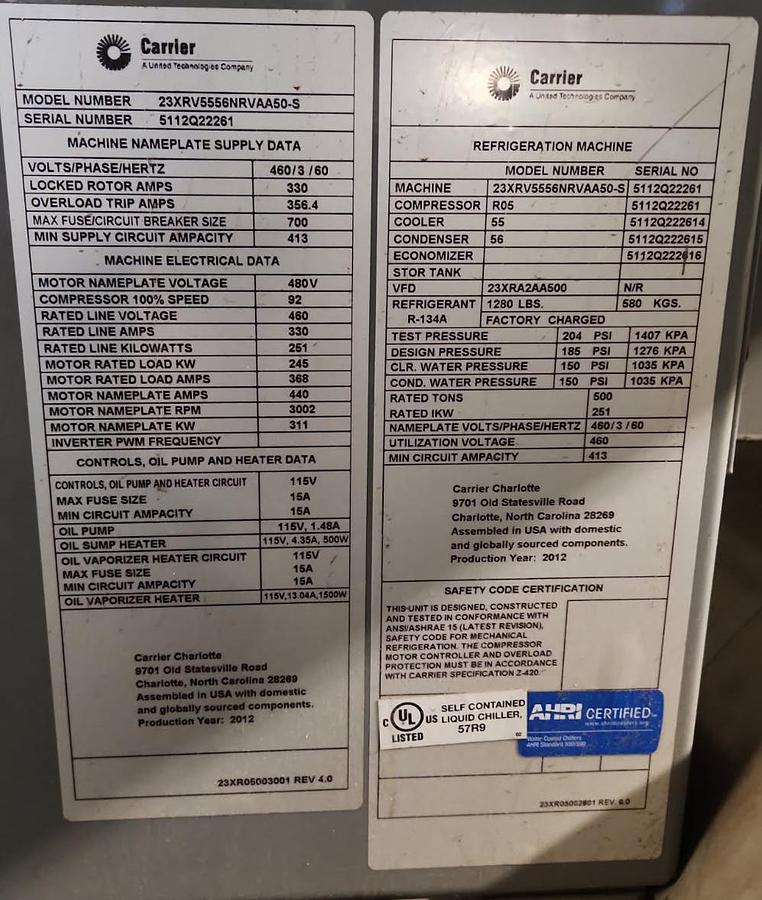 Carrier
A United Technologies Company
MODEL NUMBER 23XRV5556NRVAA50-S
SERIAL NUMBER 5112Q22261
MACHINE NAMEPLATE SUPPLY DATA
VOLTS/PHASE/HERTZ 460/3/60
LOCKED ROTOR AMPS 330
OVERLOAD TRIP AMPS 356.4
MAX FUSE/CIRCUIT BREAKER SIZE 700
MIN SUPPLY CIRCUIT AMPACITY 413
MACHINE ELECTRICAL DATA
MOTOR NAMEPLATE VOLTAGE 480V
COMPRESSOR 100% SPEED 92
RATED LINE VOLTAGE 460
RATED LINE AMPS 330
RATED LINE KILOWATTS 251
MOTOR RATED LOAD KW 245
MOTOR RATED LOAD AMPS 368
MOTOR NAMEPLATE AMPS 440
MOTOR NAMEPLATE RPM 3002
MOTOR NAMEPLATE KW 311
INVERTER PWM FREQUENCY
CONTROLS, OIL PUMP AND HEATER DATA
CONTROLS, OIL PUMP AND HEATER CIRCUIT 115V
MAX FUSE SIZE 15A
MIN CIRCUIT AMPACITY 15A
OIL PUMP 115V, 1.48A
OIL SUMP HEATER 115V, 4.35A, 500W
OIL VAPORIZER HEATER CIRCUIT 115V
MAX FUSE SIZE 15A
MIN CIRCUIT AMPACITY 15A
OIL VAPORIZER HEATER 115V,13.04A,1500W
Carrier Charlotte
9701 Old Statesville Road
Charlotte, North Carolina 28269
Assembled in USA with domestic
and globally sourced components.
Production Year: 2012
23XR05003001 REV 4.0
Carrier
A United Technologies Company
REFRIGERATION MACHINE
MODEL NUMBER SERIAL NO
MACHINE 23XRV5556NRVAA50-S 5112Q22261
COMPRESSOR R05 5112Q22261
COOLER 55 5112Q222614
CONDENSER 56 5112Q222615
ECONOMIZER 5112Q222616
STOR TANK
VFD 23XRA2AA500 N/R
REFRIGERANT 1280 LBS. 580 KGS.
R-134A FACTORY CHARGED
TEST PRESSURE 204 PSI 1407 KPA
DESIGN PRESSURE 185 PSI 1276 KPA
CLR. WATER PRESSURE 150 PSI 1035 KPA
COND. WATER PRESSURE 150 PSI 1035 KPA
RATED TONS 500
RATED IKW 251
NAMEPLATE VOLTS/PHASE/HERTZ 460/3/60
UTILIZATION VOLTAGE 460
MIN CIRCUIT AMPACITY 413
Carrier Charlotte
9701 Old Statesville Road
Charlotte, North Carolina 28269
Assembled in USA with domestic
and globally sourced components.
Production Year: 2012
SAFETY CODE CERTIFICATION
THIS UNIT IS DESIGNED, CONSTRUCTED
AND TESTED IN CONFORMANCE WITH
ANSI/ASHRAE 15 (LATEST REVISION),
SAFETY CODE FOR MECHANICAL
REFRIGERATION. THE COMPRESSOR
MOTOR CONTROLLER AND OVERLOAD
PROTECTION MUST BE IN ACCORDANCE
WITH CARRIER SPECIFICATION Z-420.
C UL US LISTED
SELF CONTAINED
LIQUID CHILLER,
57R9
02
AHRI CERTIFIED
www.ahridirectory.org
Water-Cooled Chillers
AHRI Standard 550/590
23XR05002801 REV. 6.0